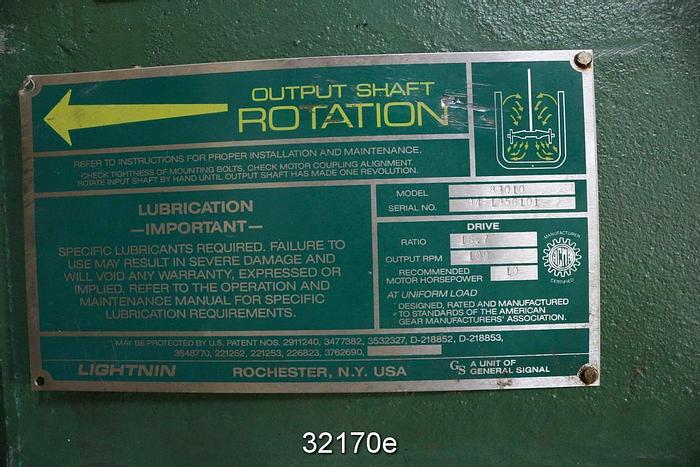 OUTPUT SHAFT
ROTATION
REFER TO INSTRUCTIONS FOR PROPER INSTALLATION AND MAINTENANCE.
CHECK TIGHTNESS OF MOUNTING BOLTS, CHECK MOTOR COUPLING ALIGNMENT.
ROTATE INPUT SHAFT BY HAND UNTIL OUTPUT SHAFT HAS MADE ONE REVOLUTION.
LUBRICATION
—IMPORTANT—
SPECIFIC LUBRICANTS REQUIRED. FAILURE TO
USE MAY RESULT IN SEVERE DAMAGE AND
WILL VOID ANY WARRANTY, EXPRESSED OR
IMPLIED. REFER TO THE OPERATION AND
MAINTENANCE MANUAL FOR SPECIFIC
LUBRICATION REQUIREMENTS.
MODEL
SERIAL NO.
DRIVE
RATIO
OUTPUT RPM
RECOMMENDED
MOTOR HORSEPOWER 10
MANUFACTURER
AGMA
CERTIFIED
AT UNIFORM LOAD
DESIGNED, RATED AND MANUFACTURED
TO STANDARDS OF THE AMERICAN
GEAR MANUFACTURERS' ASSOCIATION.
MAY BE PROTECTED BY U.S. PATENT NOS. 2911240, 3477382, 3532327, D-218852, D-218853,
3548770, 221252, 221253, 226823, 3762690,
LIGHTNIN
ROCHESTER, N.Y. USA
GS A UNIT OF
GENERAL SIGNAL
32170e